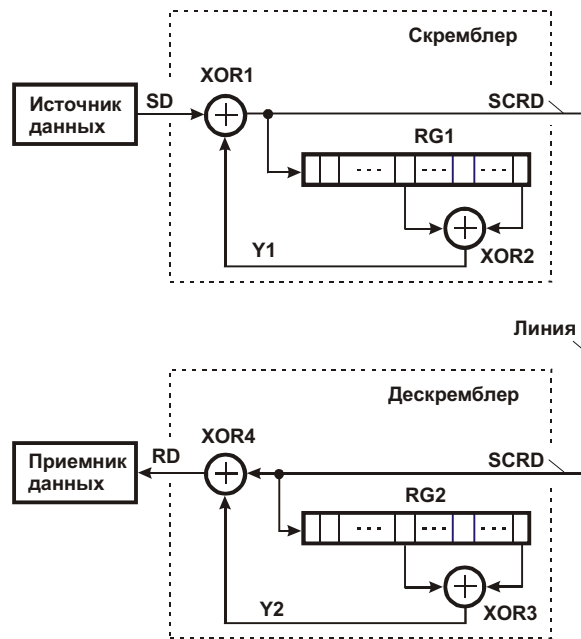 Скремблер
XOR1
Источник
данных
SD
SCRD
RG1
Y1
XOR2
Линия
Дескремблер
XOR4
Приемник
данных
RD
SCRD
RG2
Y2
XOR3